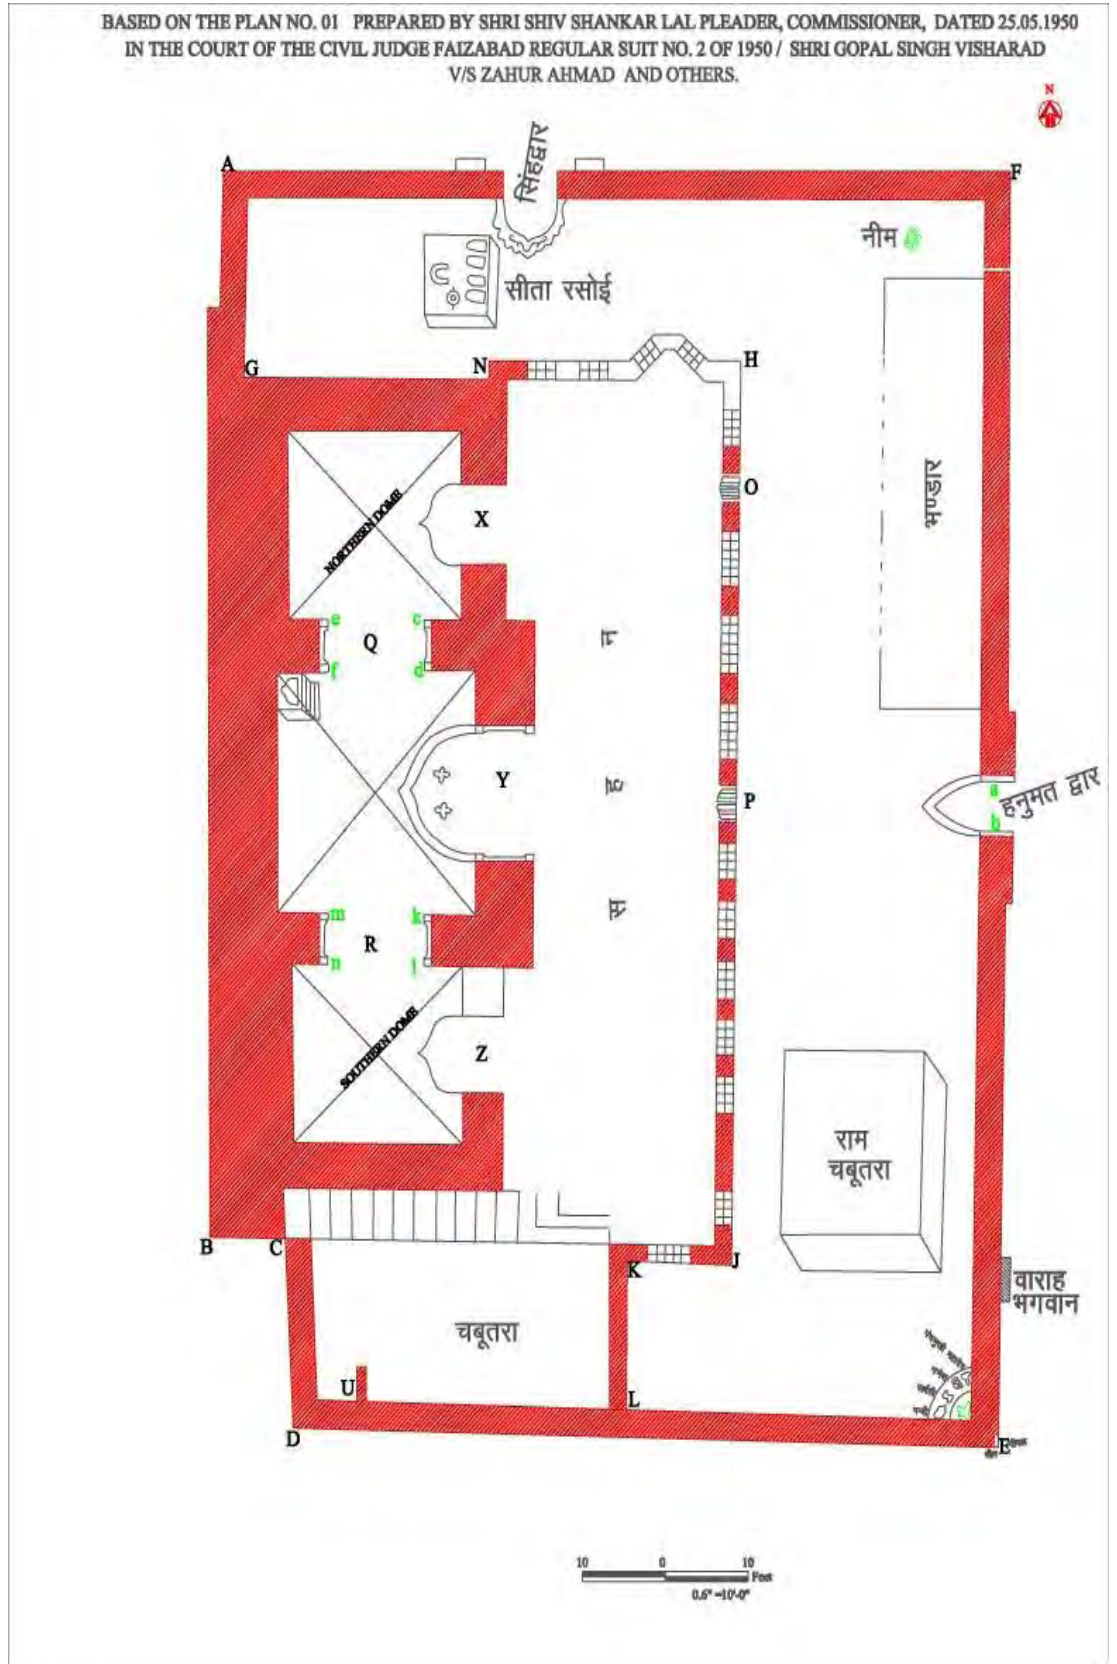 BASED ON THE PLAN NO. 01 PREPARED BY SHRI SHIV SHANKAR LAL PLEADER, COMMISSIONER, DATED 25.05.1950
IN THE COURT OF THE CIVIL JUDGE FAIZABAD REGULAR SUIT NO. 2 OF 1950 / SHRI GOPAL SINGH VISHARAD
V/S ZAHUR AHMAD AND OTHERS.
N
सिंहद्वार
A
F
नीम
सीता रसोई
G
N
H
भण्डार
O
X
NORTHERN DOME
e
c
Q
f
d
न
ह
स
Y
P
a
b
हनुमत द्वार
m
k
R
n
l
SOUTHERN DOME
Z
राम
चबूतरा
B
C
K
J
वाराह
भगवान
चबूतरा
U
L
D
E
10
0
10
Feet
0.6" =10'-0"